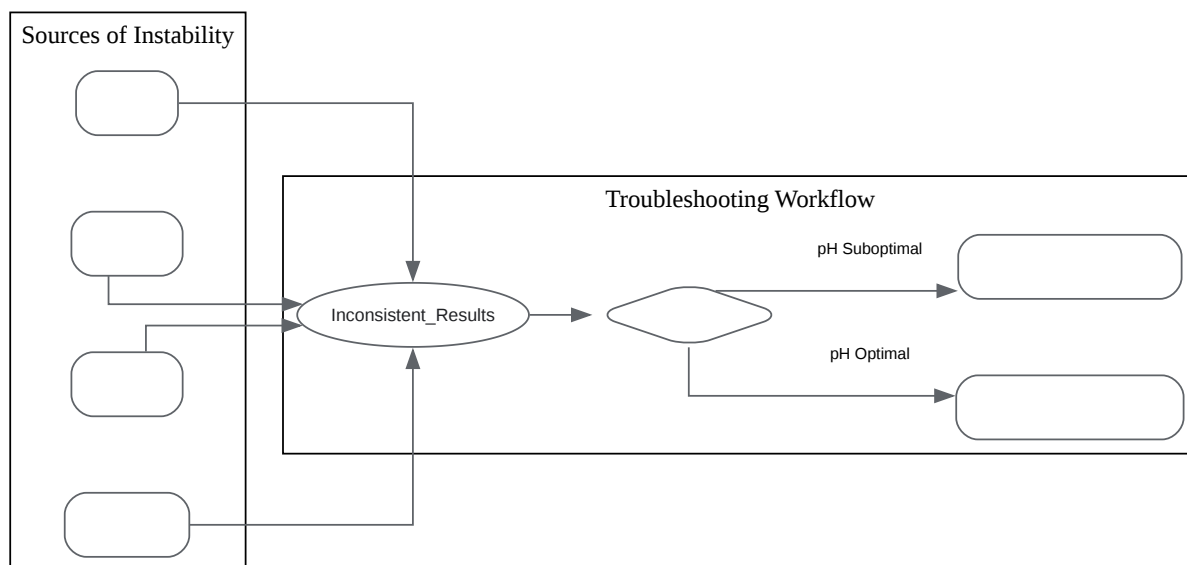 Sources of Instability
Troubleshooting Workflow
pH Suboptimal
Inconsistent_Results
pH Optimal